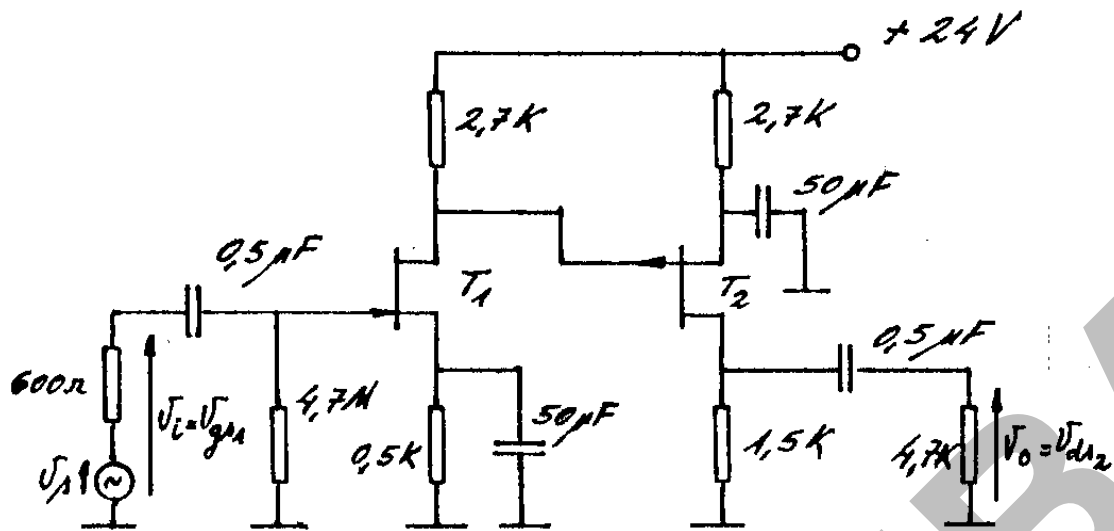 + 24V
2,7K
2,7K
50µF
0,5µF
T1
T2
0,5µF
600Ω
vi=vgs1
4,7M
0,5K
50µF
1,5K
4,7K
vo=vds2
vs
~